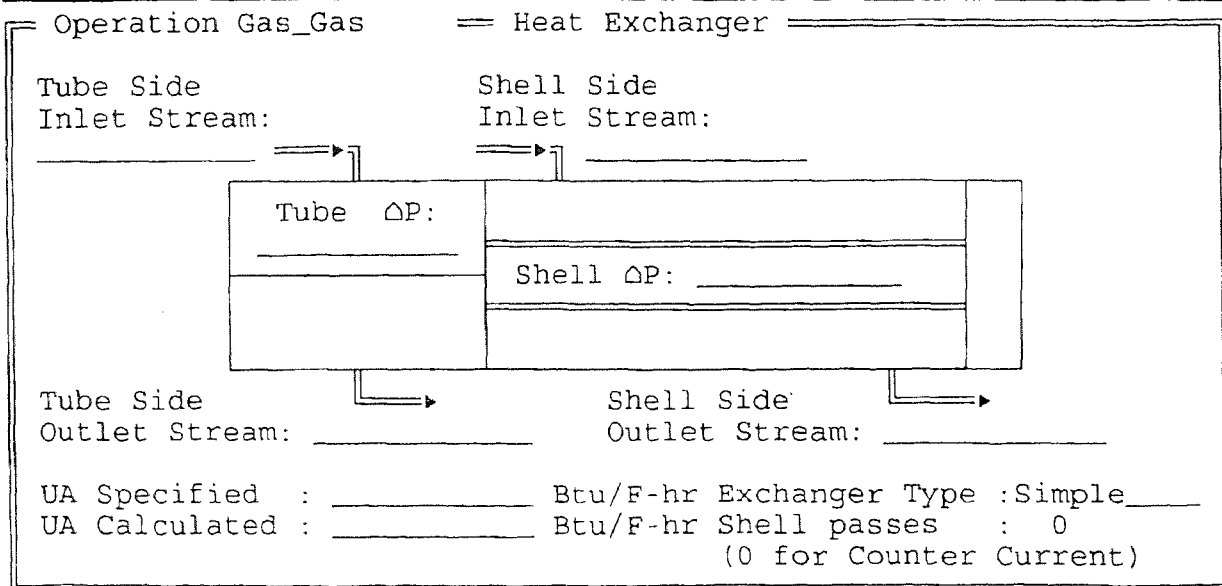 Operation Gas_Gas Heat Exchanger
Tube Side Shell Side
Inlet Stream: Inlet Stream:
Tube ΔP:
Shell ΔP:
Tube Side Shell Side
Outlet Stream: Outlet Stream:
UA Specified : Btu/F-hr Exchanger Type :Simple
UA Calculated : Btu/F-hr Shell passes : 0
(0 for Counter Current)